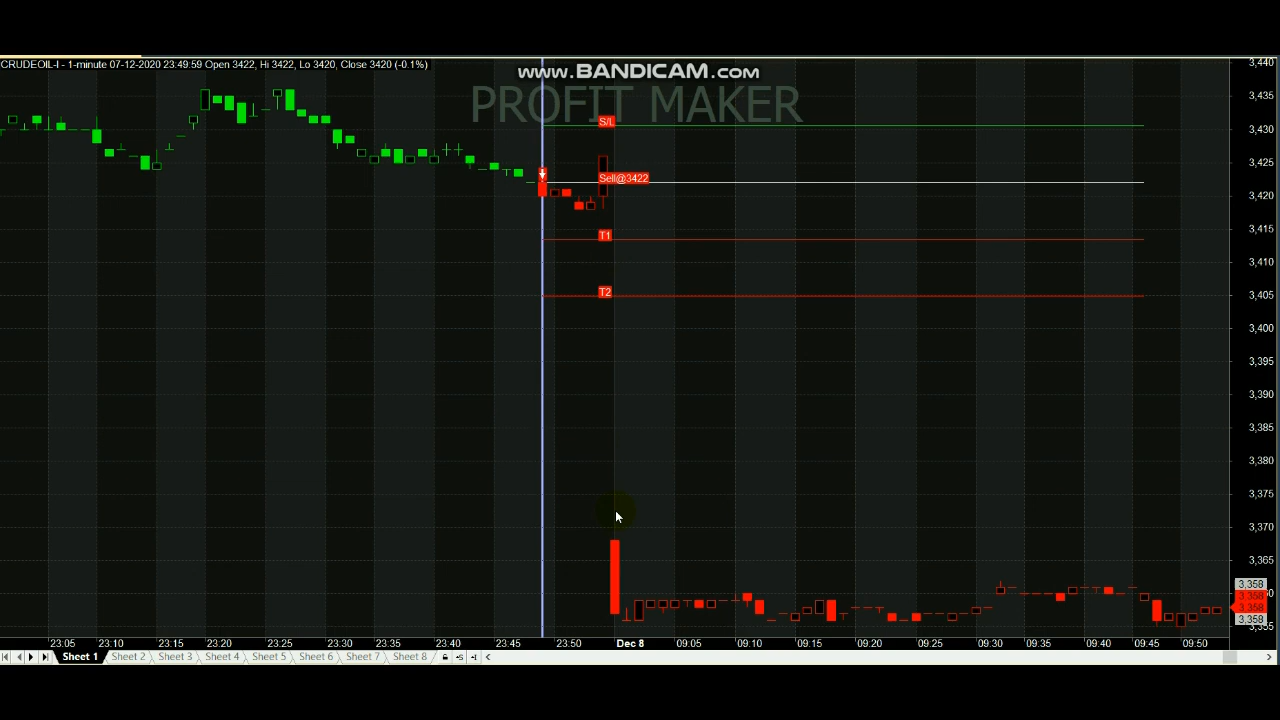 CRUDEOIL-I - 1-minute 07-12-2020 23:49:59 Open 3422, Hi 3422, Lo 3420, Close 3420 (-0.1%)
www.BANDICAM.com
PROFIT MAKER
S/L
Sell@3422
T1
T2
3,440
3,435
3,430
3,425
3,420
3,415
3,410
3,405
3,400
3,395
3,390
3,385
3,380
3,375
3,370
3,365
3,358
3,358
3,358
3,358
23:05 23:10 23:15 23:20 23:25 23:30 23:35 23:40 23:45 23:50 Dec 8 09:05 09:10 09:15 09:20 09:25 09:30 09:35 09:40 09:45 09:50
Sheet 1 Sheet 2 Sheet 3 Sheet 4 Sheet 5 Sheet 6 Sheet 7 Sheet 8